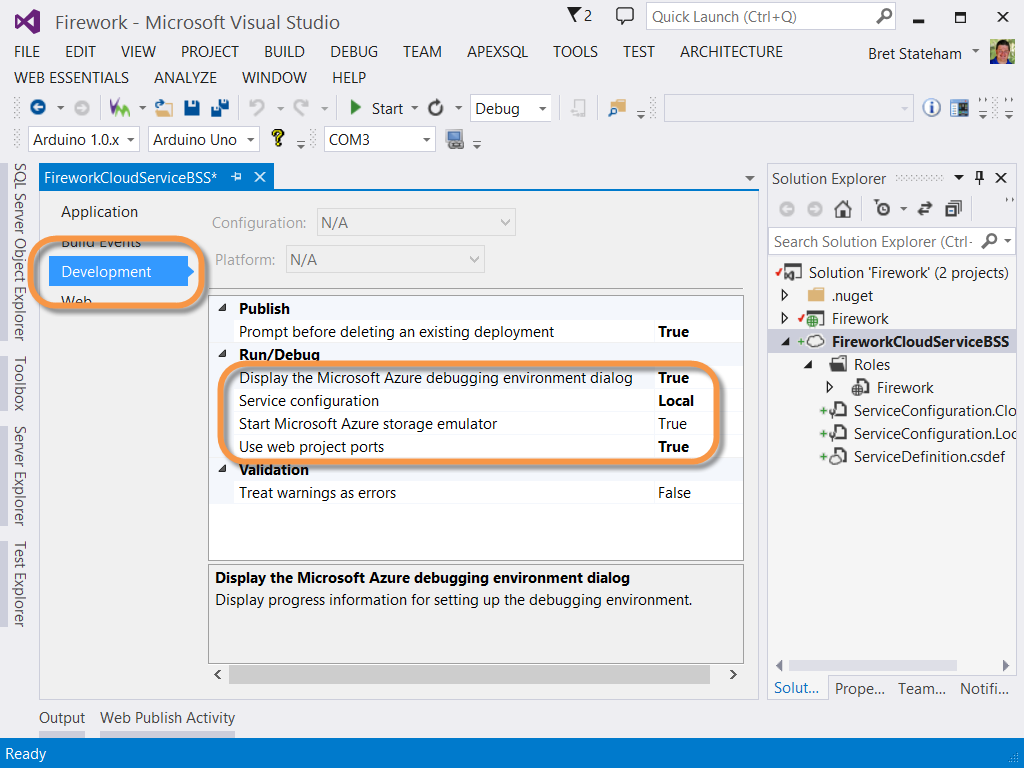 Firework - Microsoft Visual Studio
2
Quick Launch (Ctrl+Q)
FILE EDIT VIEW PROJECT BUILD DEBUG TEAM APEXSQL TOOLS TEST ARCHITECTURE
Bret Stateham
WEB ESSENTIALS ANALYZE WINDOW HELP
Start Debug
Arduino 1.0.x Arduino Uno COM3
SQL Server Object Explorer
Toolbox
Server Explorer
Test Explorer
FireworkCloudServiceBSS*
Application
Build Events
Development
Web
Configuration: N/A
Platform: N/A
Publish
Prompt before deleting an existing deployment True
Run/Debug
Display the Microsoft Azure debugging environment dialog True
Service configuration Local
Start Microsoft Azure storage emulator True
Use web project ports True
Validation
Treat warnings as errors False
Display the Microsoft Azure debugging environment dialog
Display progress information for setting up the debugging environment.
Solution Explorer
Search Solution Explorer (Ctrl-
Solution 'Firework' (2 projects)
.nuget
Firework
FireworkCloudServiceBSS
Roles
Firework
ServiceConfiguration.Clo
ServiceConfiguration.Loc
ServiceDefinition.csdef
Solut... Prope... Team... Notifi...
Output Web Publish Activity
Ready